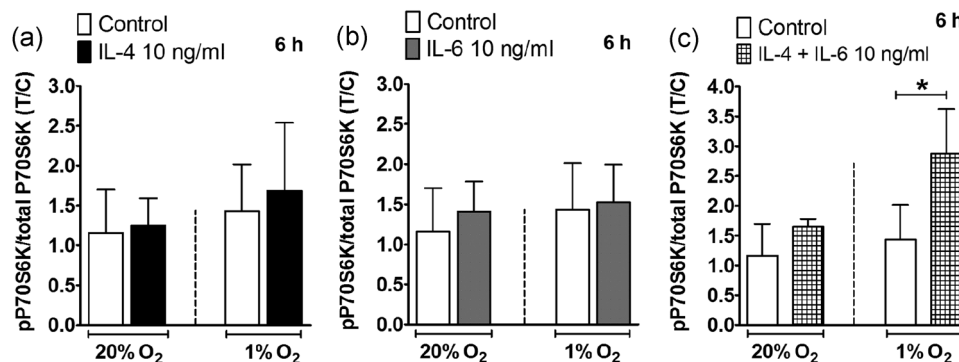 (a)
Control
IL-4 10 ng/ml
6 h
pP70S6K/total P70S6K (T/C)
3.0
2.5
2.0
1.5
1.0
0.5
0.0
20% O2
1% O2
(b)
Control
IL-6 10 ng/ml
6 h
pP70S6K/total P70S6K (T/C)
3.0
2.5
2.0
1.5
1.0
0.5
0.0
20% O2
1% O2
(c)
Control
IL-4 + IL-6 10 ng/ml
6 h
pP70S6K/total P70S6K (T/C)
4.0
3.5
3.0
2.5
2.0
1.5
1.0
0.5
0.0
*
20% O2
1% O2